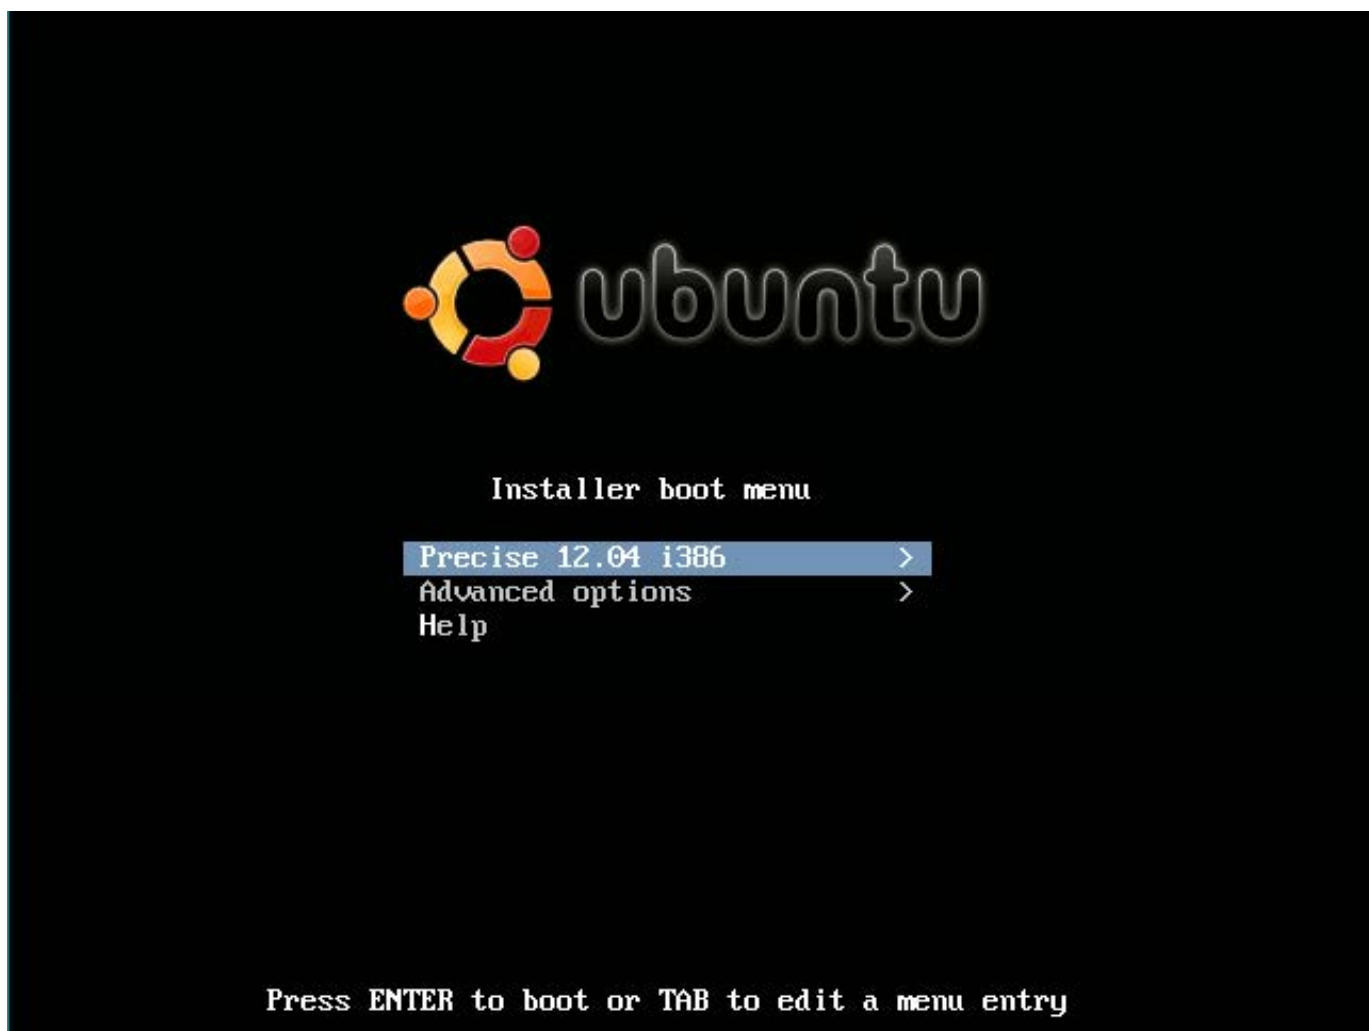 ubuntu
Installer boot menu
Precise 12.04 i386 >
Advanced options >
Help
Press ENTER to boot or TAB to edit a menu entry